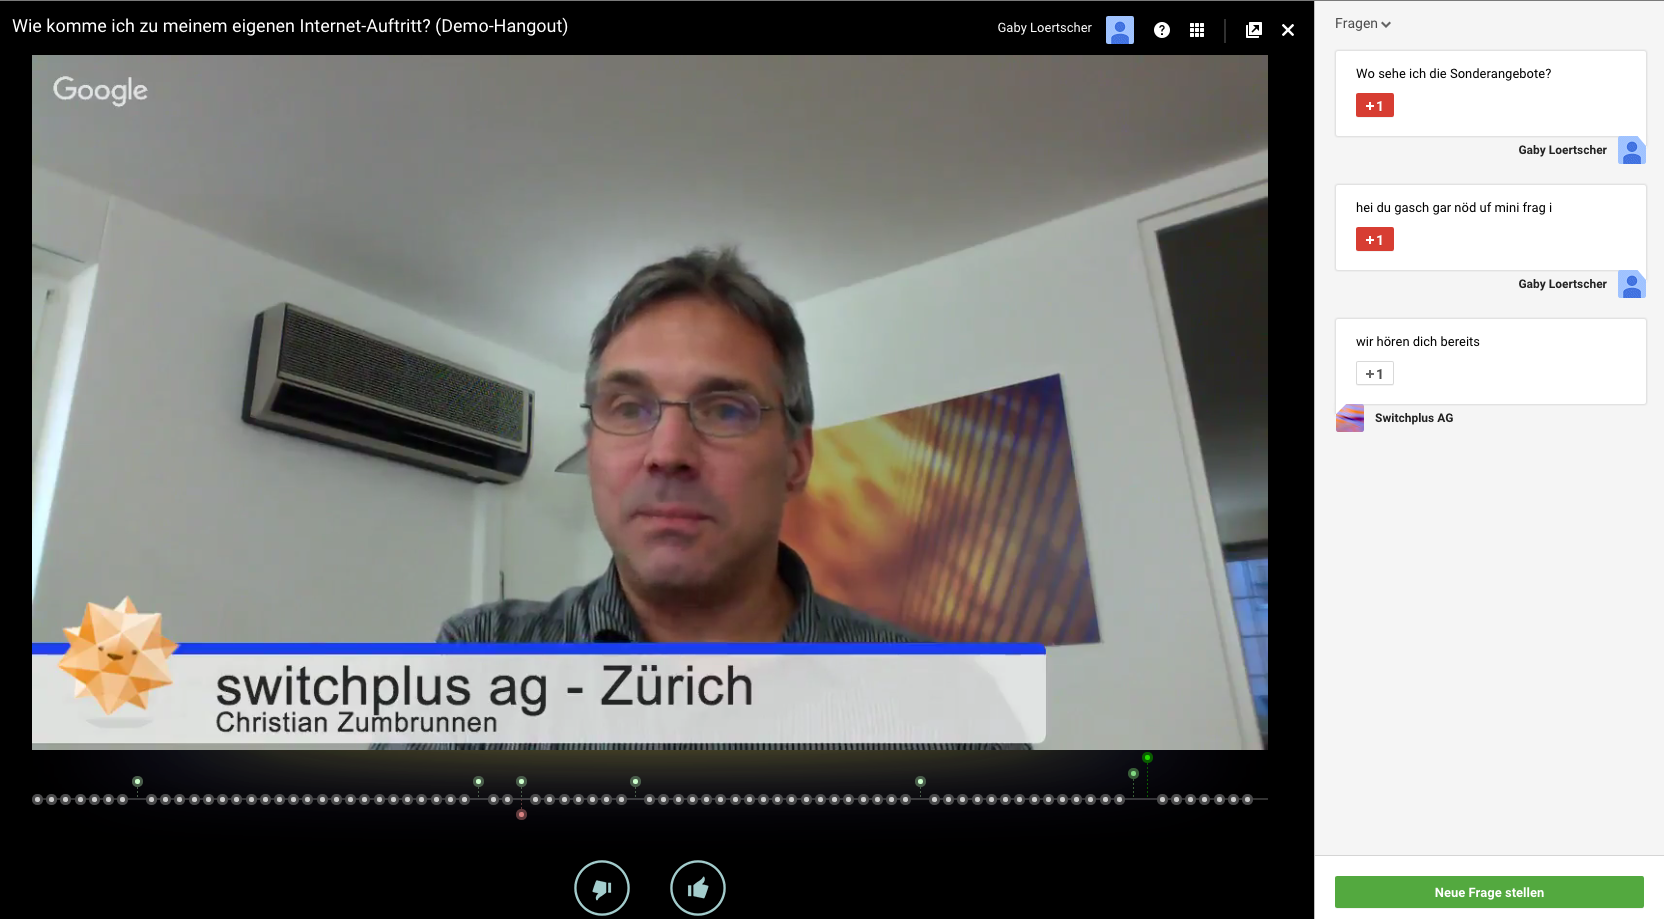 Wie komme ich zu meinem eigenen Internet-Auftritt? (Demo-Hangout)
Gaby Loertscher
Google
switchplus ag - Zürich
Christian Zumbrunnen
Fragen
Wo sehe ich die Sonderangebote?
+1
Gaby Loertscher
hei du gasch gar nöd uf mini frag i
+1
Gaby Loertscher
wir hören dich bereits
+1
Switchplus AG
Neue Frage stellen